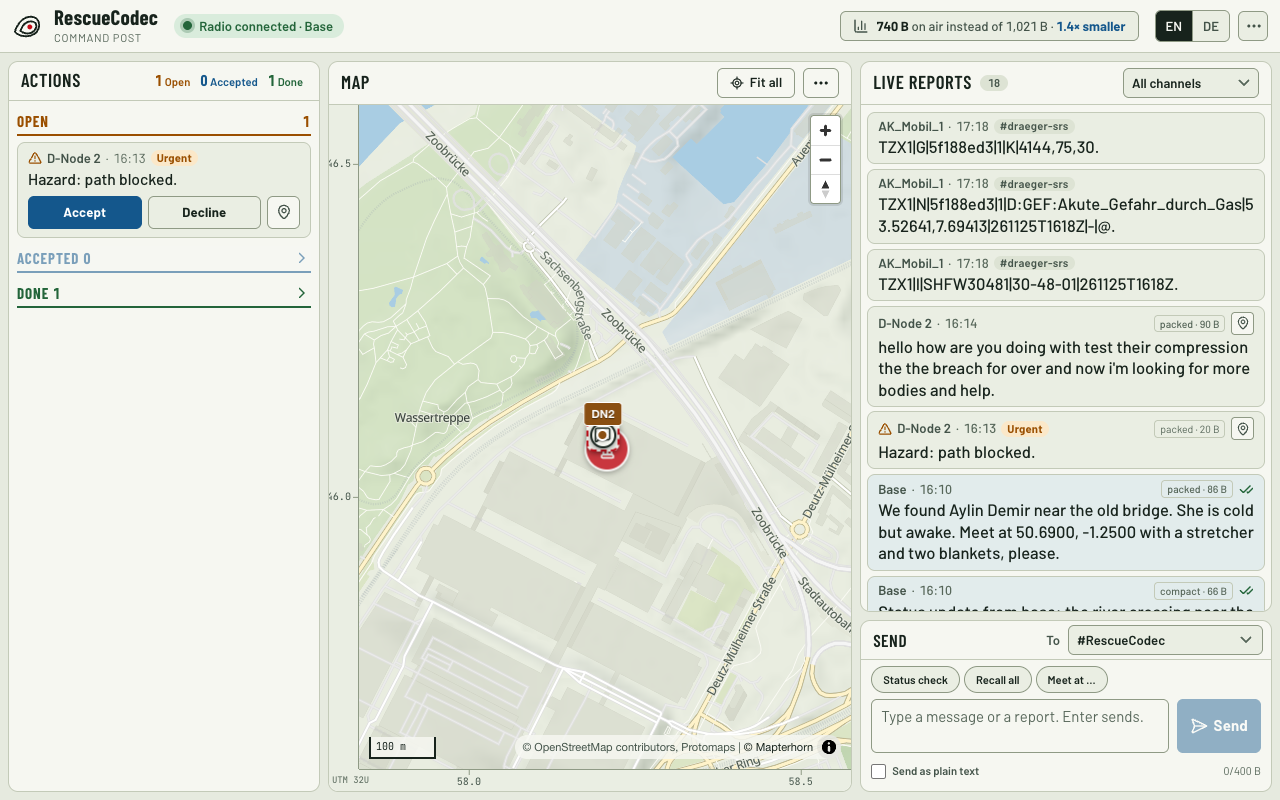 RescueCodec
COMMAND POST
Radio connected · Base
740 B on air instead of 1,021 B · 1.4× smaller
EN DE
ACTIONS
1 Open 0 Accepted 1 Done
OPEN 1
D-Node 2 · 16:13 Urgent
Hazard: path blocked.
Accept Decline
ACCEPTED 0
DONE 1
MAP
Fit all
Zoobrücke
Sachsenbergstraße
Zoobrücke
Wassertreppe
DN2
Zoobrücke
Deutz-Mülheimer
Deutz-Mülheimer Straße
46.5
46.0
100 m
© OpenStreetMap contributors, Protomaps | © Mapterhorn
UTM 32U
58.0
58.5
LIVE REPORTS 18
All channels
AK_Mobil_1 · 17:18 #draeger-srs
TZX1|G|5f188ed3|1|K|4144,75,30.
AK_Mobil_1 · 17:18 #draeger-srs
TZX1|N|5f188ed3|1|D:GEF:Akute_Gefahr_durch_Gas|5
3.52641,7.69413|261125T1618Z|-|@.
AK_Mobil_1 · 17:18 #draeger-srs
TZX1|I|SHFW30481|30-48-01|261125T1618Z.
D-Node 2 · 16:14 packed · 90 B
hello how are you doing with test their compression
the the breach for over and now i'm looking for more
bodies and help.
D-Node 2 · 16:13 Urgent packed · 20 B
Hazard: path blocked.
Base · 16:10 packed · 86 B
We found Aylin Demir near the old bridge. She is cold
but awake. Meet at 50.6900, -1.2500 with a stretcher
and two blankets, please.
Base · 16:10 compact · 66 B
Status update from base: the river crossing near the
SEND
To #RescueCodec
Status check Recall all Meet at ...
Type a message or a report. Enter sends.
Send
Send as plain text
0/400 B